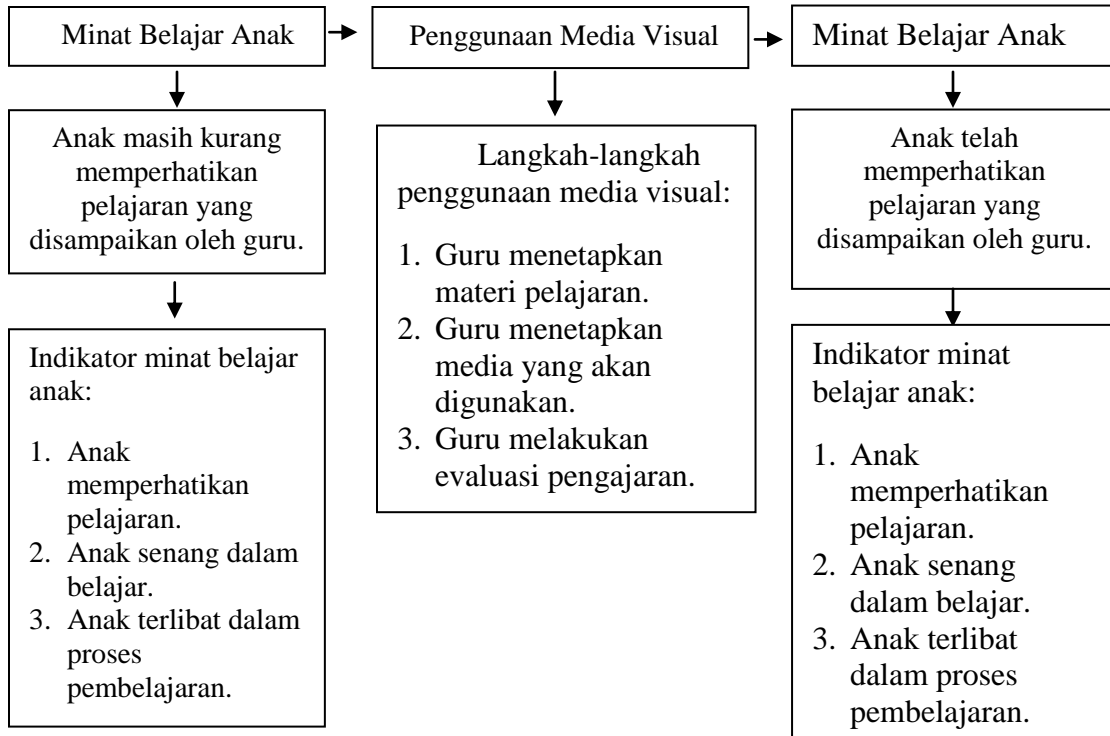 Minat Belajar Anak
Penggunaan Media Visual
Minat Belajar Anak
Anak masih kurang
memperhatikan
pelajaran yang
disampaikan oleh guru.
Indikator minat belajar
anak:
1. Anak
memperhatikan
pelajaran.
2. Anak senang dalam
belajar.
3. Anak terlibat dalam
proses
pembelajaran.
Langkah-langkah
penggunaan media visual:
1. Guru menetapkan
materi pelajaran.
2. Guru menetapkan
media yang akan
digunakan.
3. Guru melakukan
evaluasi pengajaran.
Anak telah
memperhatikan
pelajaran yang
disampaikan oleh guru.
Indikator minat
belajar anak:
1. Anak
memperhatikan
pelajaran.
2. Anak senang
dalam belajar.
3. Anak terlibat
dalam proses
pembelajaran.